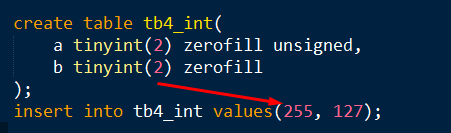 create table tb4_int(
a tinyint(2) zerofill unsigned,
b tinyint(2) zerofill
);
insert into tb4_int values(255, 127);